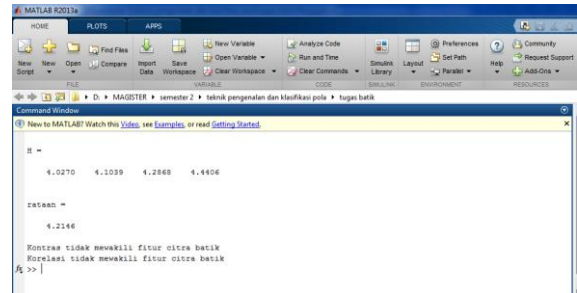 MATLAB R2013a
HOME PLOTS APPS
New Script New Open Find Files Compare Import Data Save Workspace New Variable Open Variable Clear Workspace Analyze Code Run and Time Clear Commands Simulink Library Layout Preferences Set Path Parallel Help Community Request Support Add-Ons
FILE VARIABLE CODE SIMULINK ENVIRONMENT RESOURCES
D: MAGISTER semester 2 teknik pengenalan dan klasifikasi pola tugas batik
Command Window
New to MATLAB? Watch this Video, see Examples, or read Getting Started.
H =
4.0270 4.1039 4.2868 4.4406
rataan =
4.2146
Kontras tidak mewakili fitur citra batik
Korelasi tidak mewakili fitur citra batik
fx >>